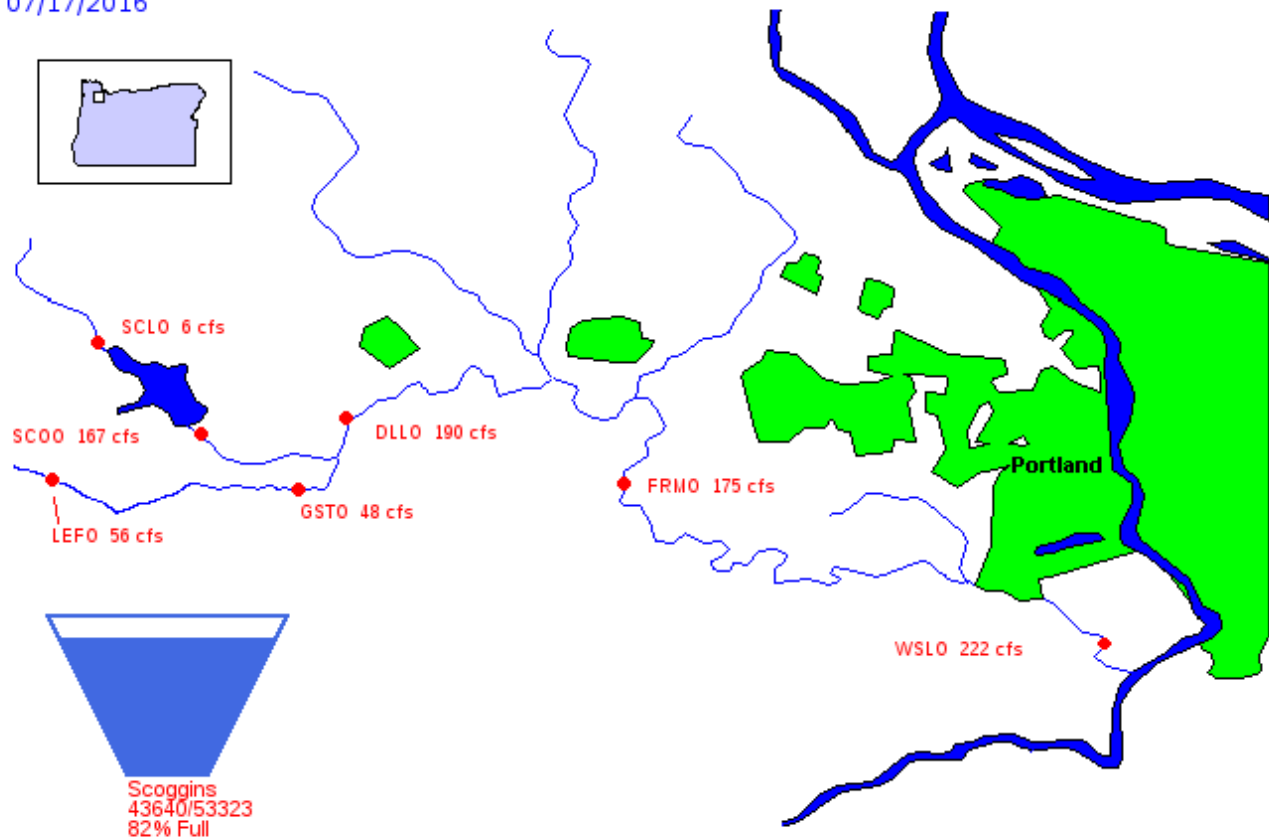 07/17/2016
SCLO 6 cfs
SCOO 167 cfs
DLLO 190 cfs
Portland
FRMO 175 cfs
GSTO 48 cfs
LEFO 56 cfs
WSLO 222 cfs
Scoggins
43640/53323
82% Full